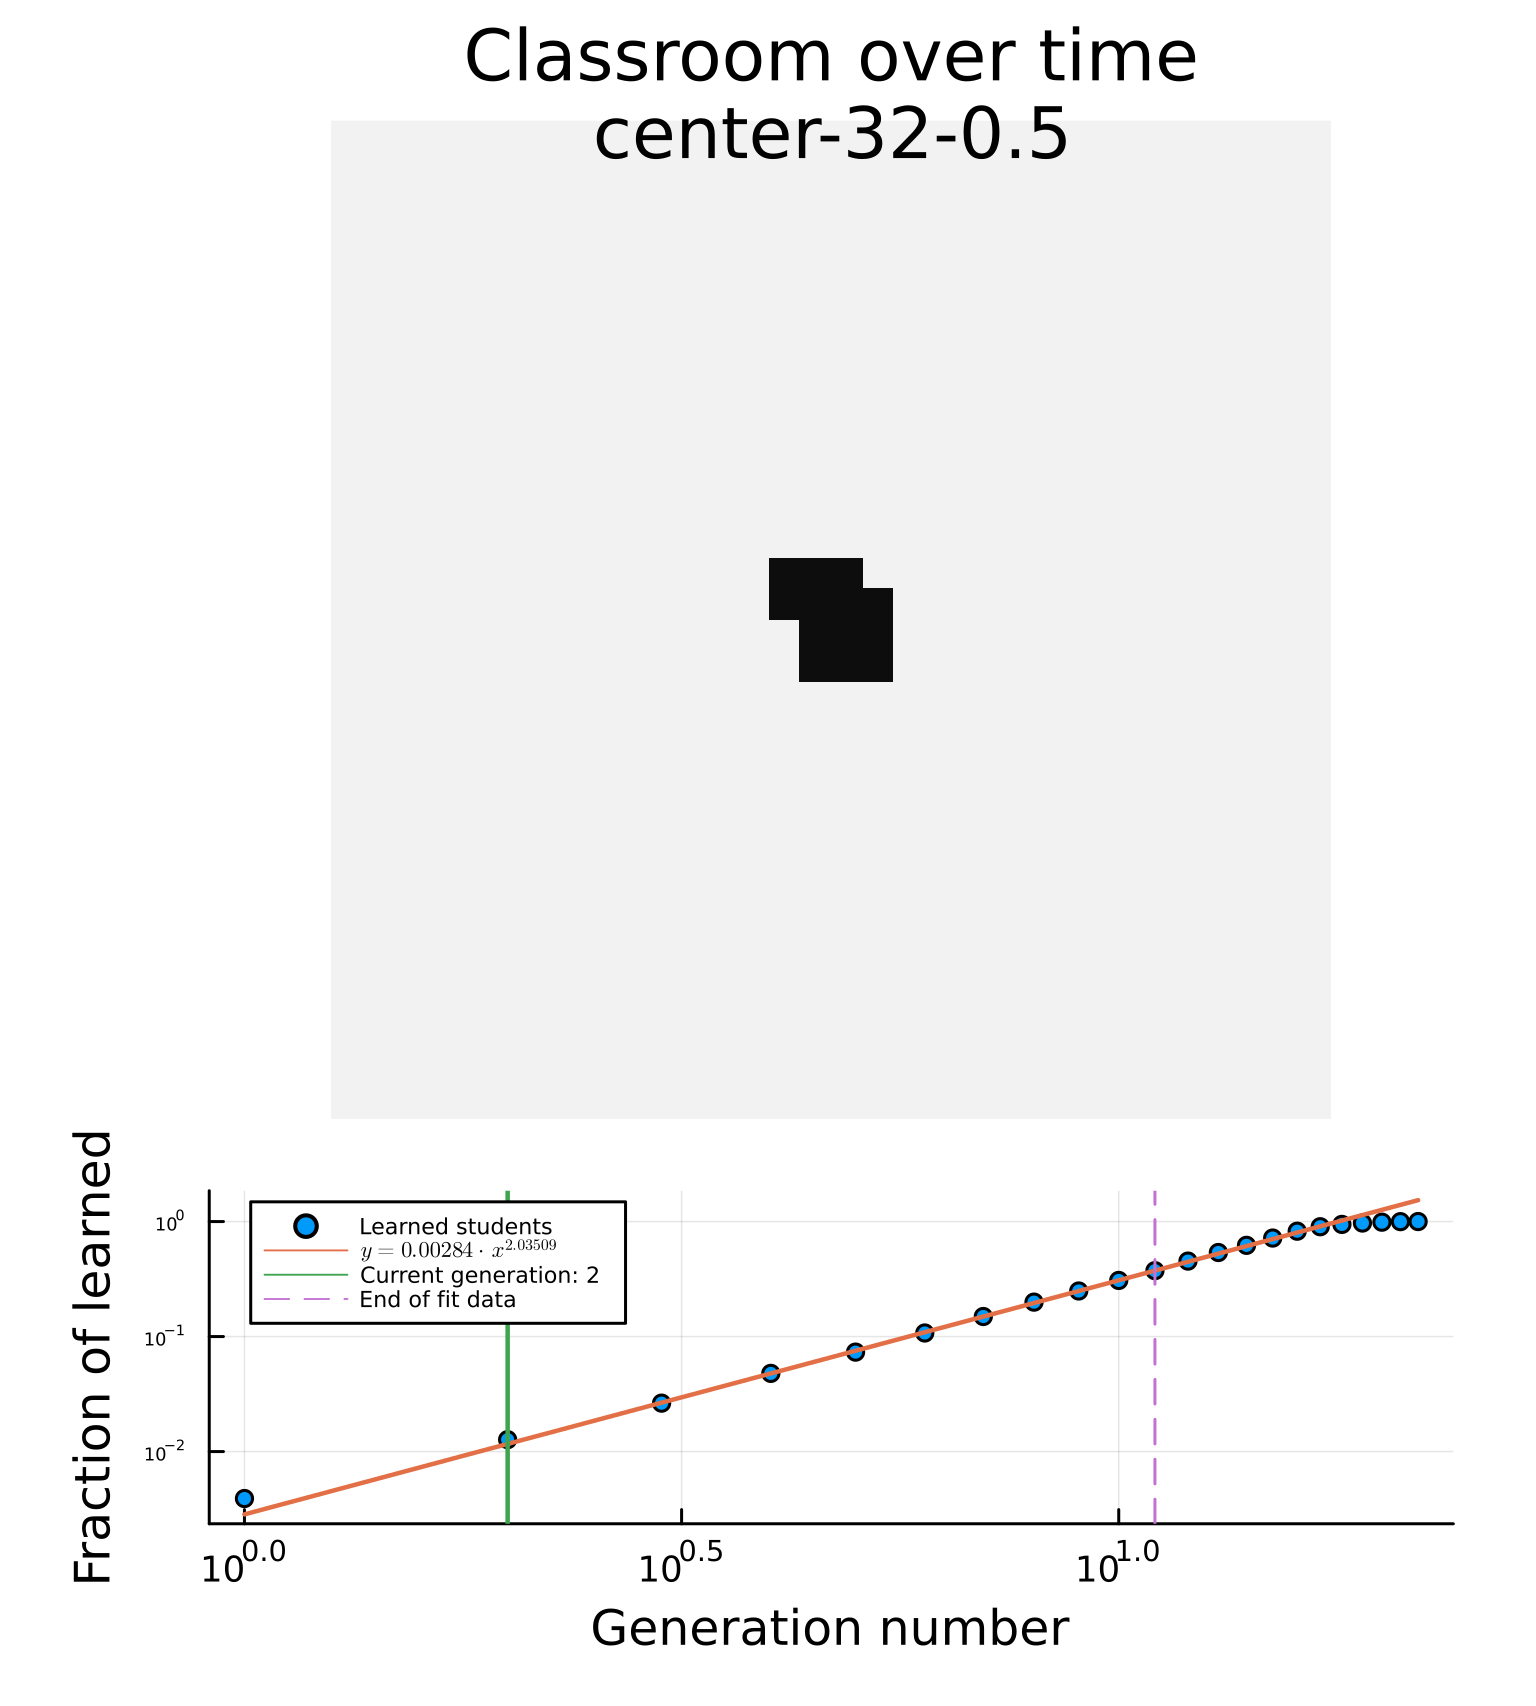 Classroom over time
center-32-0.5
Fraction of learned
10^0
10^-1
10^-2
Learned students
y = 0.00284 · x^2.03509
Current generation: 2
End of fit data
10^0.0
10^0.5
10^1.0
Generation number